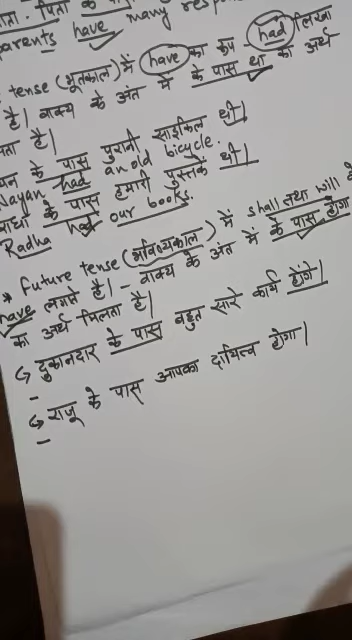 माता. पिता के
parents have many
tense (भूतकाल) में have का रूप - had लिखा
है। वाक्य के अंत में के पास था का अर्थ
है।
के पास पुरानी साइकिल थी।
Nayan had an old bicycle.
राधा के पास हमारी पुस्तकें थी।
Radha had our books.
* Future tense (भविष्यकाल) में shall तथा will के
have लगाते है। - वाक्य के अंत में के पास होगा
का अर्थ मिलता है।
↳ दुकानदार के पास बहुत सारे कार्य होंगे।
-
↳ राजू के पास आपका दायित्व होगा।
-